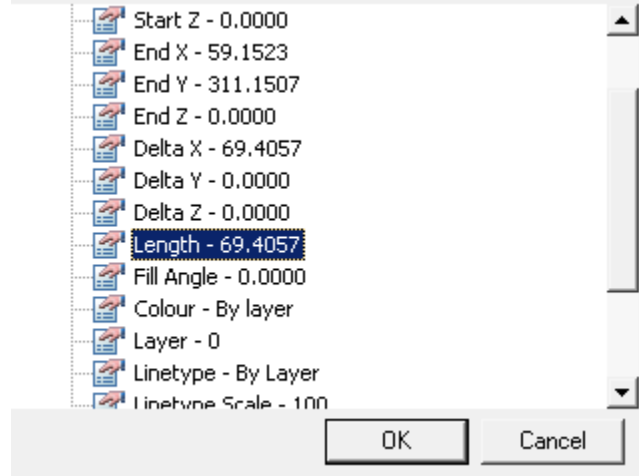 Start Z - 0.0000
End X - 59.1523
End Y - 311.1507
End Z - 0.0000
Delta X - 69.4057
Delta Y - 0.0000
Delta Z - 0.0000
Length - 69.4057
Fill Angle - 0.0000
Colour - By layer
Layer - 0
Linetype - By Layer
Linetype Scale - 100
OK Cancel